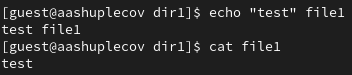 [guest@aashuplecov dir1]$ echo "test" file1
test file1
[guest@aashuplecov dir1]$ cat file1
test